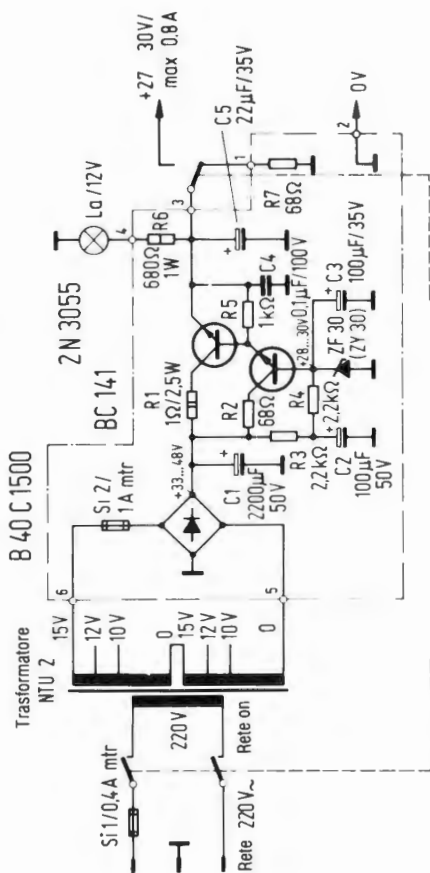 Trasformatore
NTU 2
B 40 C1500
BC 141
2N 3055
La/12V
+27 30V/
max 0.8 A
15V
12V
10V
0
15V
12V
10V
0
6
5
Si 2/
1A mtr
+33...48V
R1
1Ω/2,5W
R2
68Ω
R3
2,2kΩ
R4
2,2kΩ
C1
2200µF
50V
C2
100µF
50V
R5
1kΩ
+28...30V
0,1µF/100V
C4
ZF 30
(ZY 30)
C3
100µF/35V
4
680Ω
R6
1W
3
C5
22µF/35V
1
R7
68Ω
2
0V
Si 1/0,4A mtr
220V
Rete on
Rete 220V~
+
+
+
+